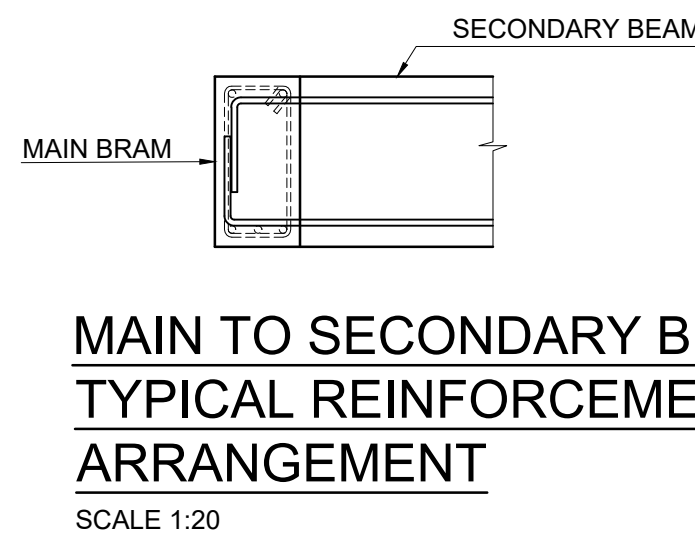 SECONDARY BEAM
MAIN BRAM
MAIN TO SECONDARY B
TYPICAL REINFORCEME
ARRANGEMENT
SCALE 1:20